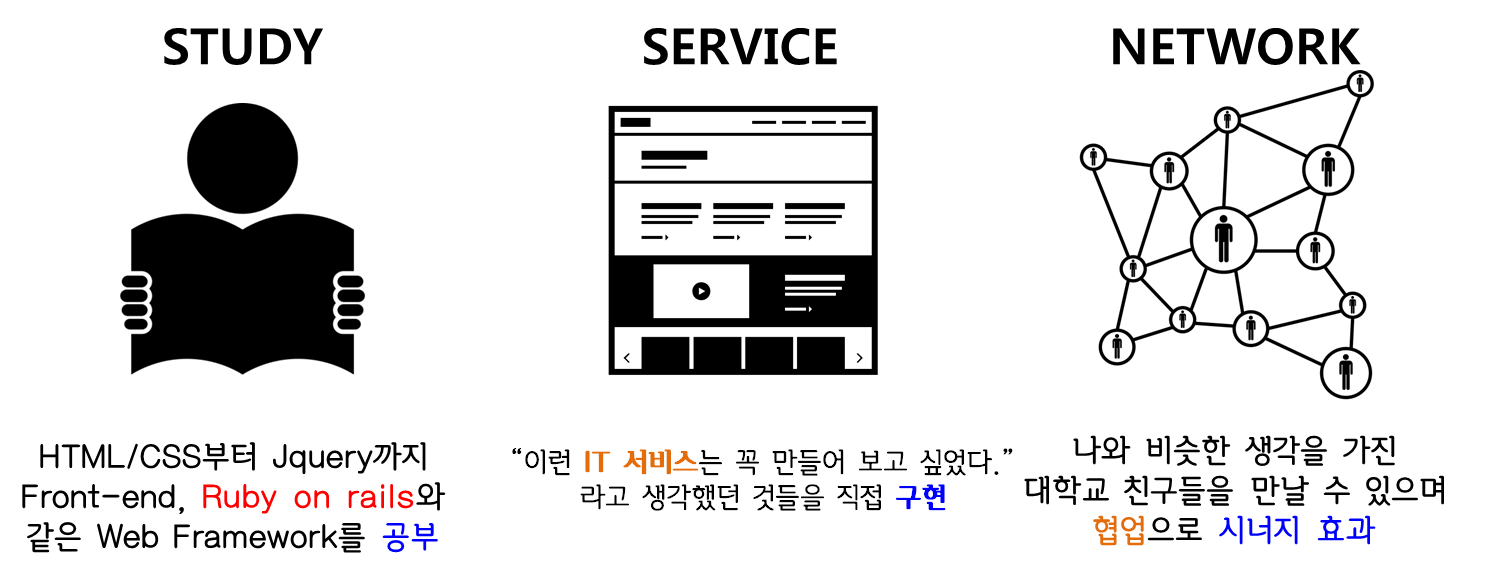 STUDY
HTML/CSS부터 Jquery까지
Front-end, Ruby on rails와
같은 Web Framework를 공부
SERVICE
“이런 IT 서비스는 꼭 만들어 보고 싶었다.”
라고 생각했던 것들을 직접 구현
NETWORK
나와 비슷한 생각을 가진
대학교 친구들을 만날 수 있으며
협업으로 시너지 효과